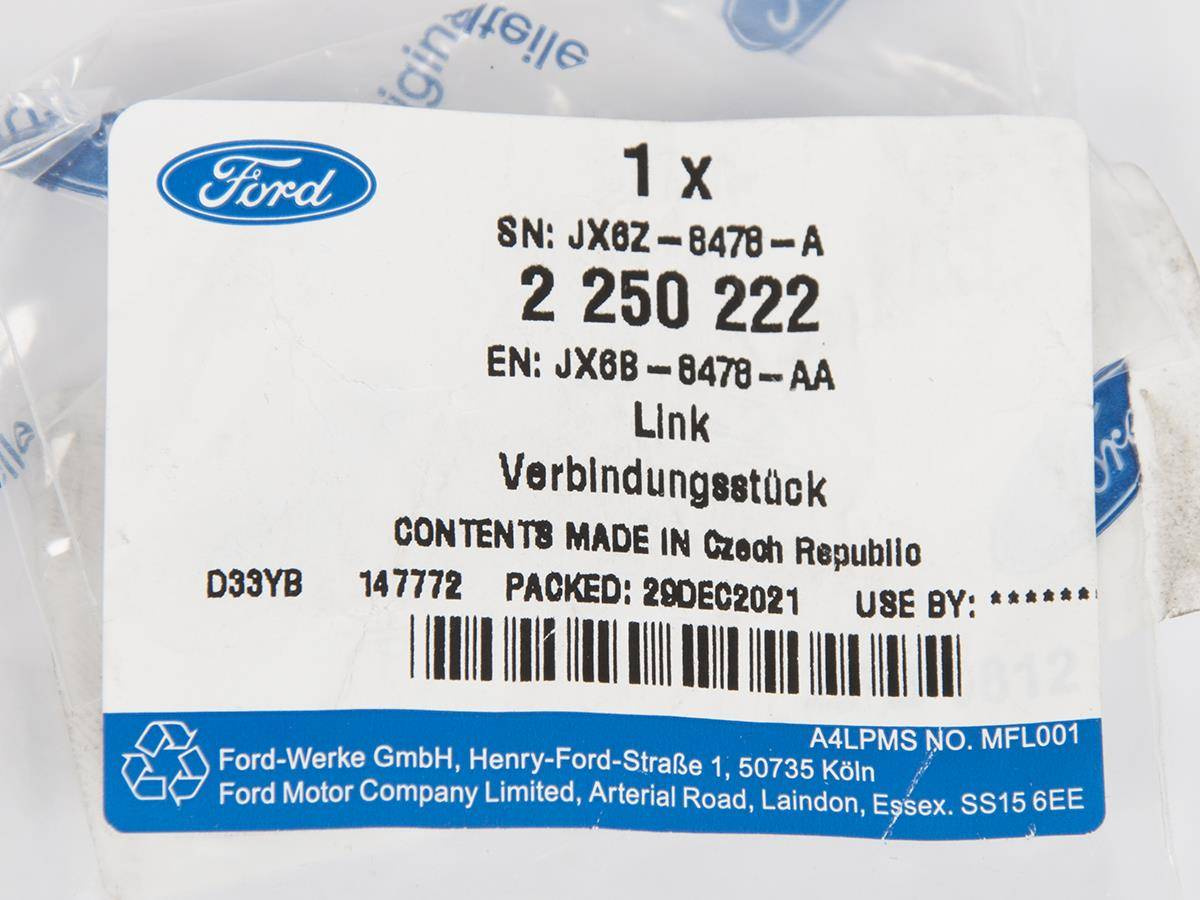 Originalteile
Ford
1 x
SN: JX6Z-8478-A
2 250 222
EN: JX6B-8478-AA
Link
Verbindungsstück
CONTENTS MADE IN Czech Republic
D33YB 147772 PACKED: 29DEC2021 USE BY: ******
A4LPMS NO. MFL001
Ford-Werke GmbH, Henry-Ford-Straße 1, 50735 Köln
Ford Motor Company Limited, Arterial Road, Laindon, Essex. SS15 6EE